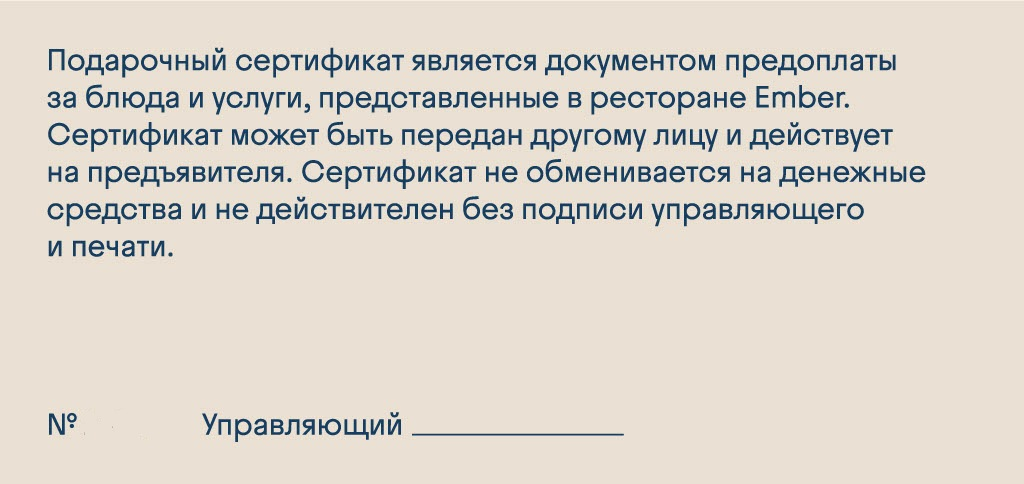 Подарочный сертификат является документом предоплаты
за блюда и услуги, представленные в ресторане Ember.
Сертификат может быть передан другому лицу и действует
на предъявителя. Сертификат не обменивается на денежные
средства и не действителен без подписи управляющего
и печати.
№ Управляющий